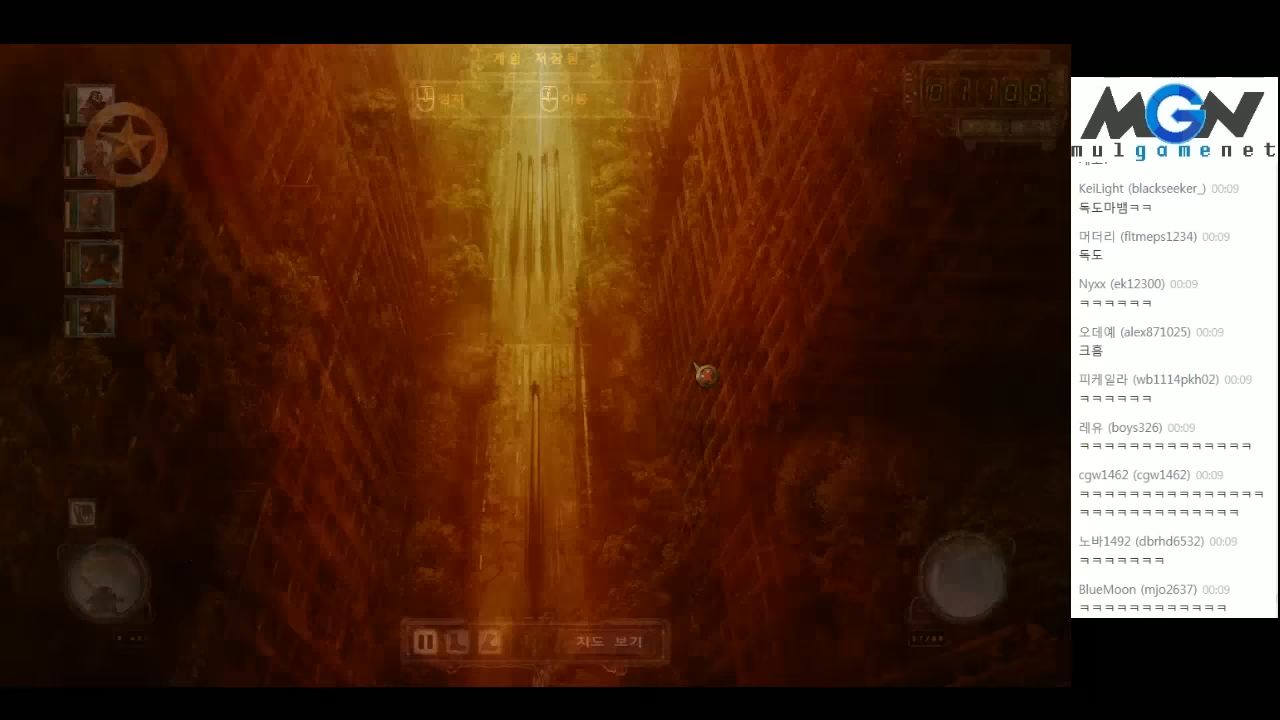 게임 저장됨
이동
01100
지도 보기
MGN
mulgamenet
KeiLight (blackseeker_) 00:09
독도마뱀ㅋㅋ
머더리 (fltmeps1234) 00:09
독도
Nyxx (ek12300) 00:09
ㅋㅋㅋㅋㅋㅋ
오데예 (alex871025) 00:09
크흠
피케일라 (wb1114pkh02) 00:09
ㅋㅋㅋㅋㅋㅋ
레유 (boys326) 00:09
ㅋㅋㅋㅋㅋㅋㅋㅋㅋㅋㅋㅋㅋㅋ
cgw1462 (cgw1462) 00:09
ㅋㅋㅋㅋㅋㅋㅋㅋㅋㅋㅋㅋㅋㅋㅋ
ㅋㅋㅋㅋㅋㅋㅋㅋㅋㅋㅋㅋㅋ
노바1492 (dbrhd6532) 00:09
ㅋㅋㅋㅋㅋㅋㅋ
BlueMoon (mjo2637) 00:09
ㅋㅋㅋㅋㅋㅋㅋㅋㅋㅋㅋㅋ